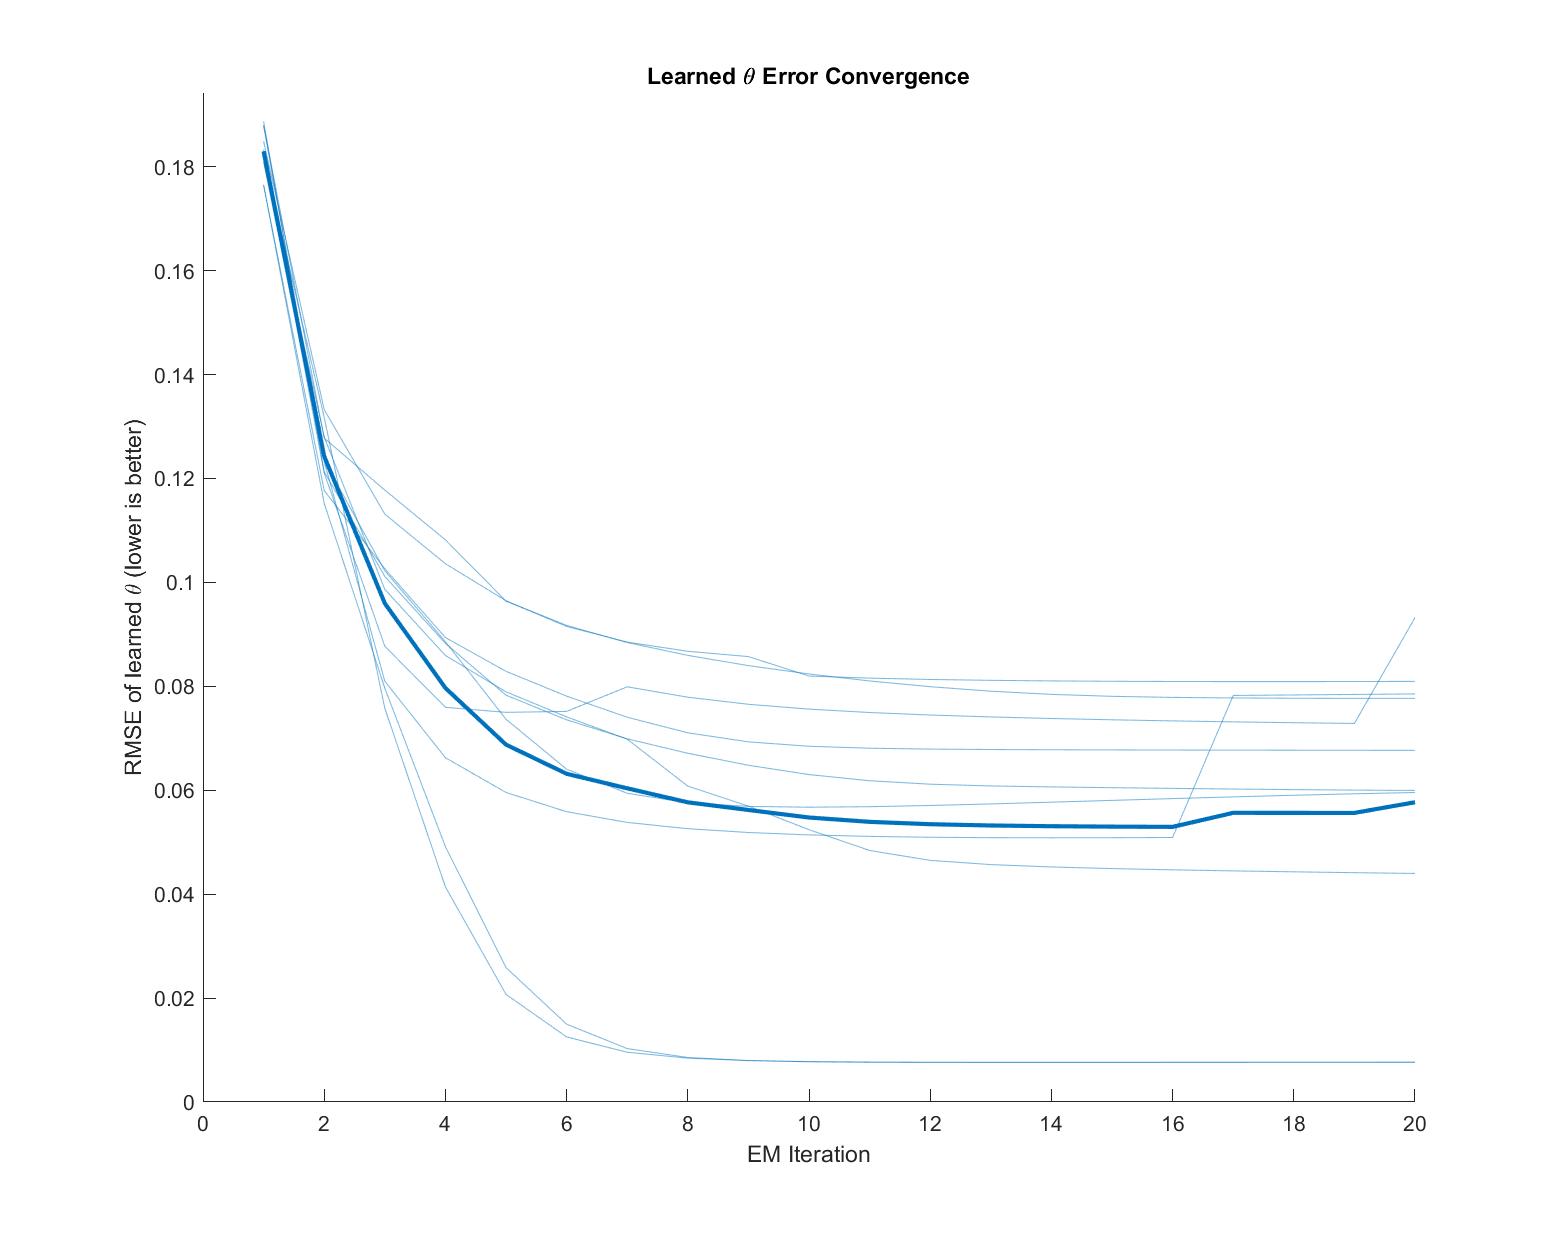 Learned θ Error Convergence
RMSE of learned θ (lower is better)
0.18
0.16
0.14
0.12
0.1
0.08
0.06
0.04
0.02
0
0 2 4 6 8 10 12 14 16 18 20
EM Iteration